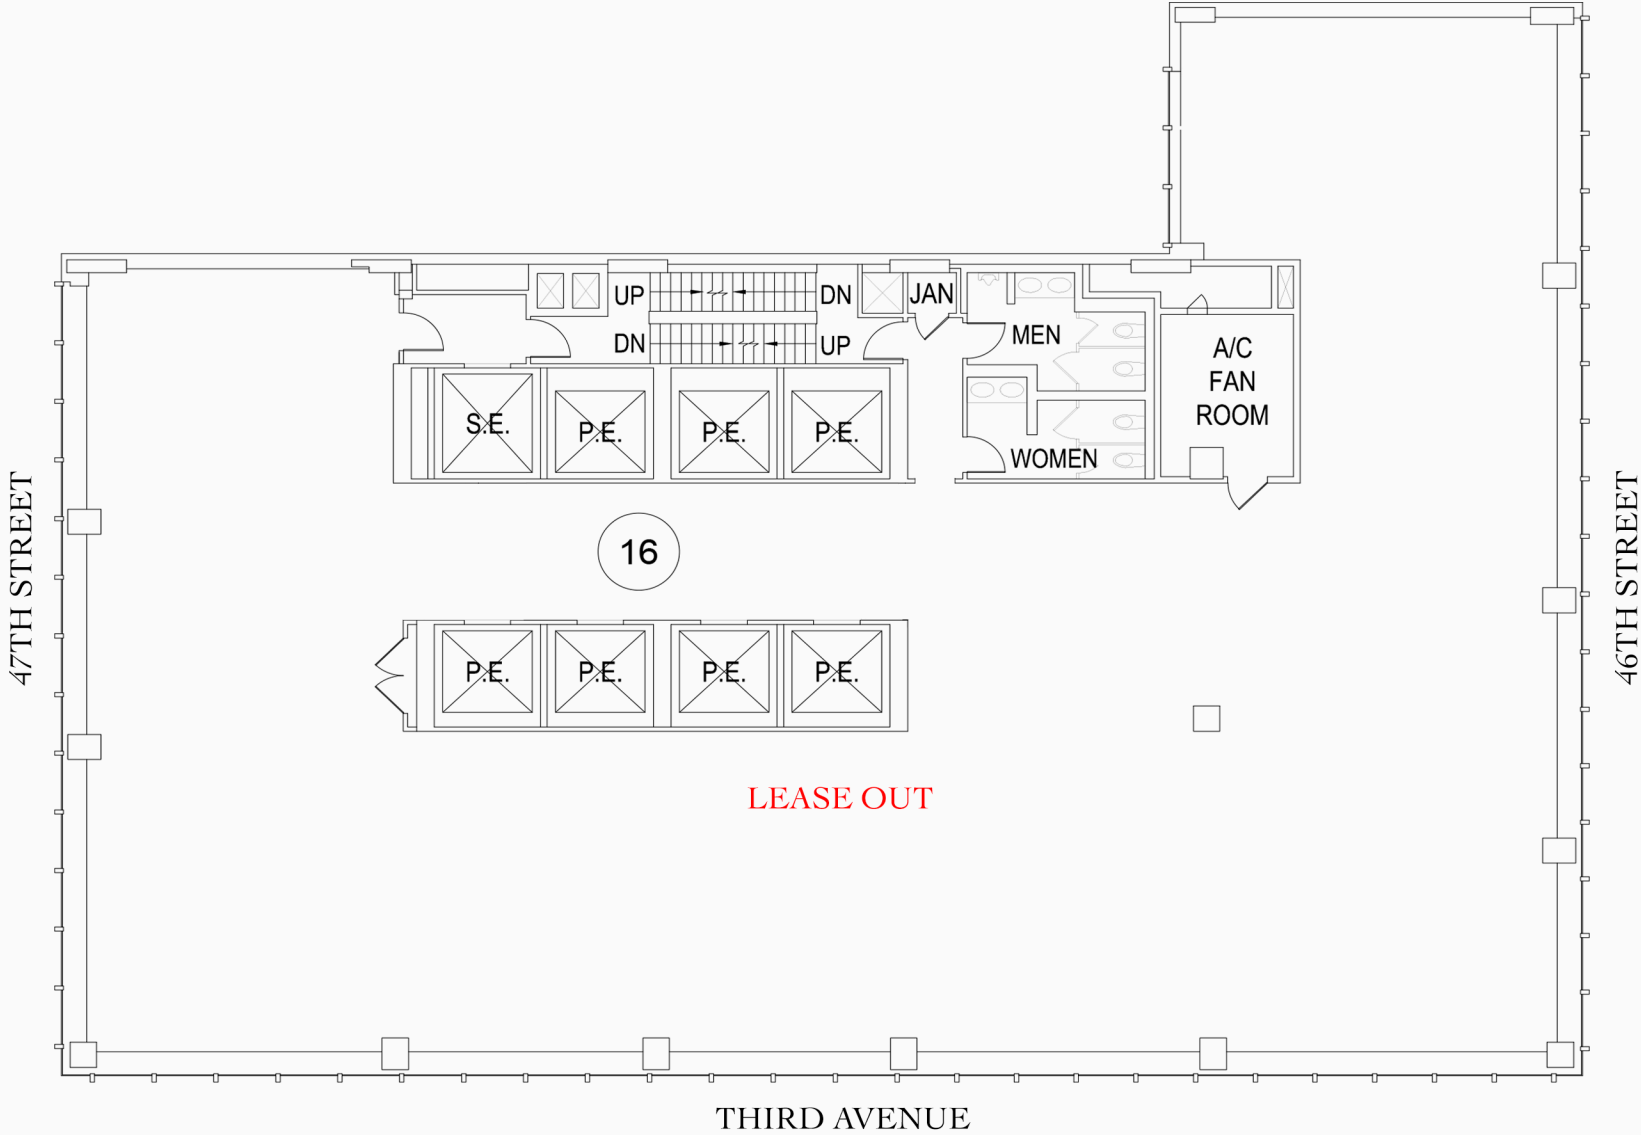 UP
DN
JAN
DN
UP
MEN
A/C
FAN
ROOM
S.E.
P.E.
P.E.
P.E.
WOMEN
47TH STREET
46TH STREET
16
P.E.
P.E.
P.E.
P.E.
LEASE OUT
THIRD AVENUE